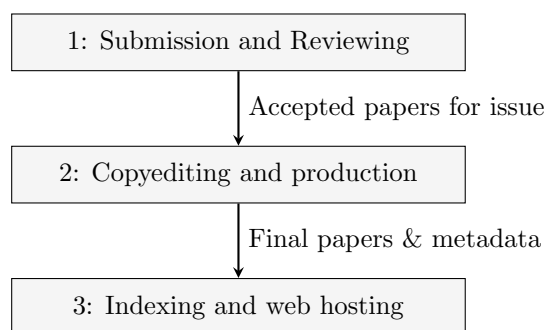 1: Submission and Reviewing
Accepted papers for issue
2: Copyediting and production
Final papers & metadata
3: Indexing and web hosting